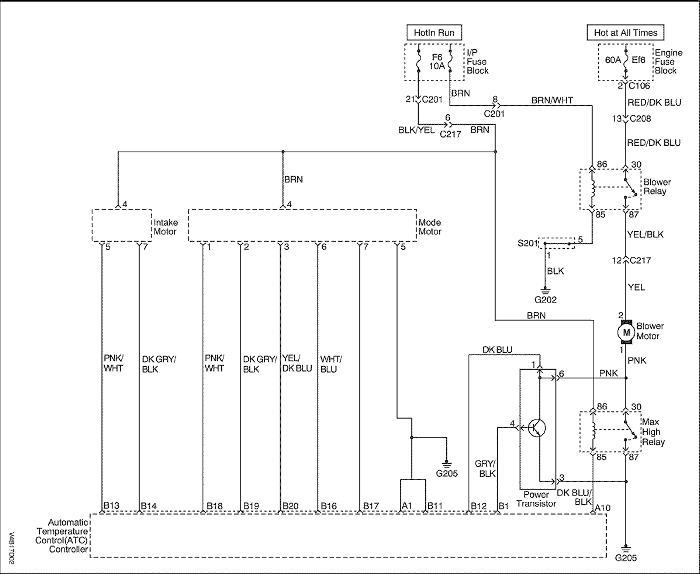 HotIn Run
Hot at All Times
F6
10A
I/P
Fuse
Block
60A Ef6
Engine
Fuse
Block
BRN
2 C106
21 C201
8
C201
BRN/WHT
RED/DK BLU
13 C208
BLK/YEL
6
C217
BRN
RED/DK BLU
86 30
Blower
Relay
BRN
4
4
85 87
Intake
Motor
Mode
Motor
YEL/BLK
S201
5
1
5 7 1 2 3 6 7 5
12 C217
BLK
G202
YEL
BRN
2
M
Blower
Motor
1
DK BLU
PNK
PNK/
WHT
DK GRY/
BLK
PNK/
WHT
DK GRY/
BLK
YEL/
DK BLU
WHT/
BLU
1
6
PNK
86 30
4
Max
High
Relay
G205
GRY/
BLK
85 87
3
DK BLU/
BLK
Power
Transistor
B13 B14 B18 B19 B20 B16 B17 A1 B11 B12 B1 A10
Automatic
Temperature
Control(ATC)
Controller
G205